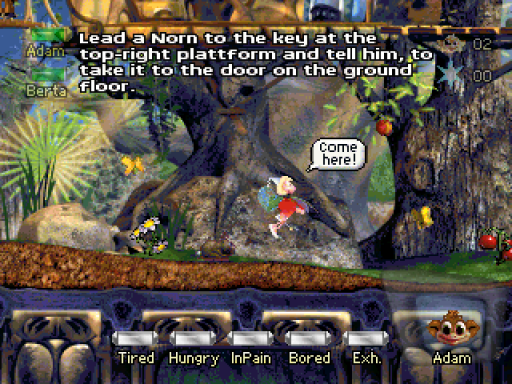 Lead a Norn to the key at the
top-right plattform and tell him, to
take it to the door on the ground
floor.
Adam
Berta
02
00
Come
here!
Tired Hungry InPain Bored Exh. Adam